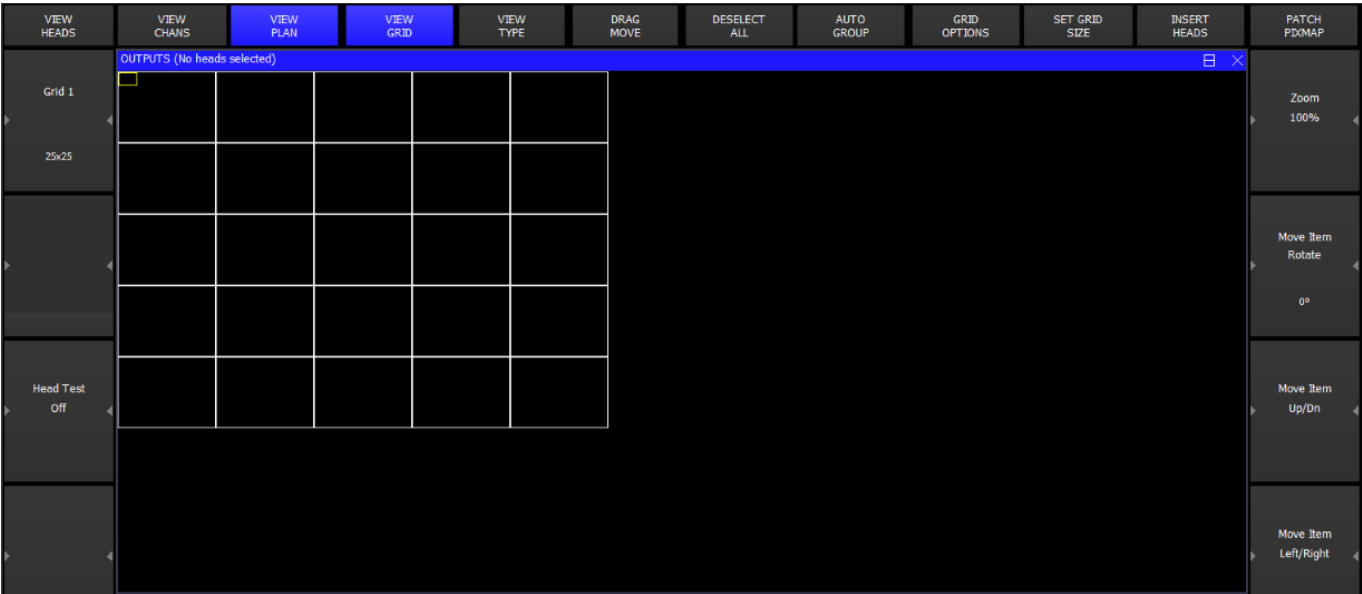 VIEW
HEADS
VIEW
CHANS
VIEW
PLAN
VIEW
GRID
VIEW
TYPE
DRAG
MOVE
DESELECT
ALL
AUTO
GROUP
GRID
OPTIONS
SET GRID
SIZE
INSERT
HEADS
PATCH
PIXMAP
OUTPUTS (No heads selected)
Grid 1
25x25
Head Test
Off
Zoom
100%
Move Item
Rotate
0º
Move Item
Up/Dn
Move Item
Left/Right